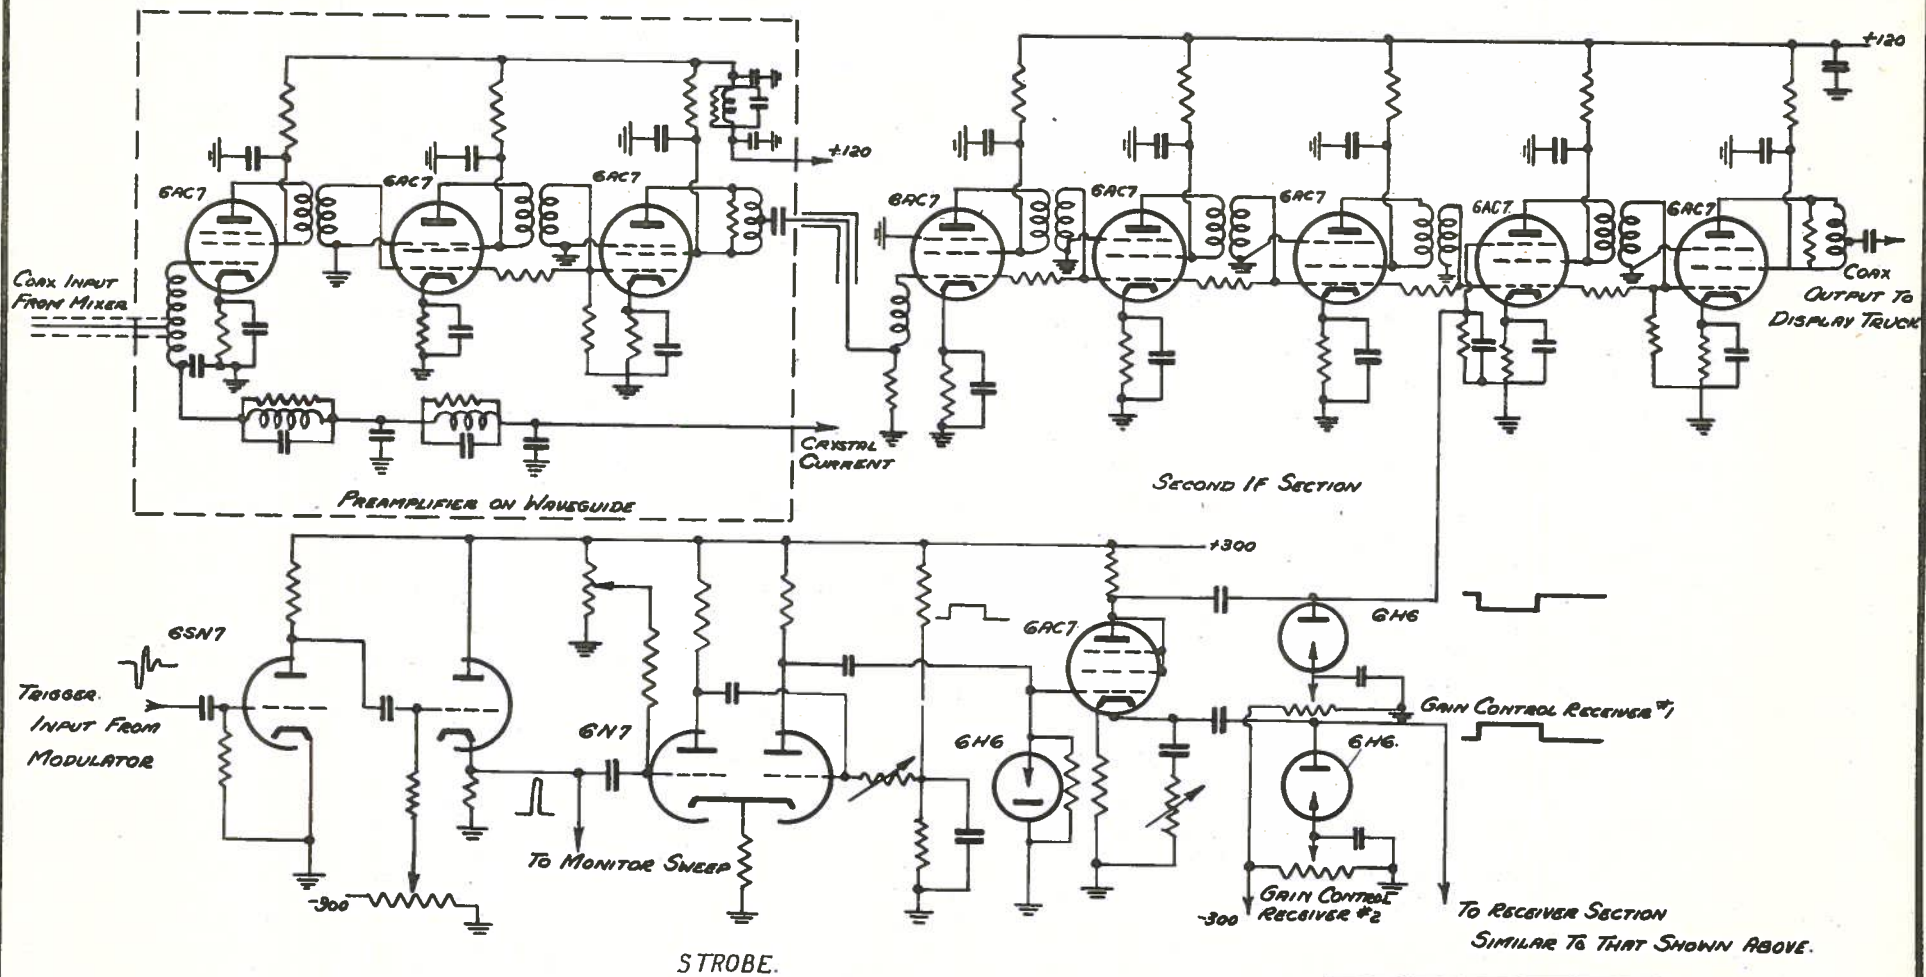 +120
+120
6AC7
6AC7
6AC7
6AC7
6AC7
6AC7
6AC7.
6AC7
COAX INPUT
FROM MIXER
COAX
OUTPUT TO
DISPLAY TRUCK
CRYSTAL
CURRENT
PREAMPLIFIER ON WAVEGUIDE
SECOND IF SECTION
+300
6SN7
6AC7
6H6
TRIGGER.
INPUT FROM
MODULATOR
6N7
6H6
GAIN CONTROL RECEIVER #1
6H6.
TO MONITOR SWEEP
-300
GAIN CONTROL
RECEIVER #2
-300
TO RECEIVER SECTION
SIMILAR TO THAT SHOWN ABOVE.
STROBE.